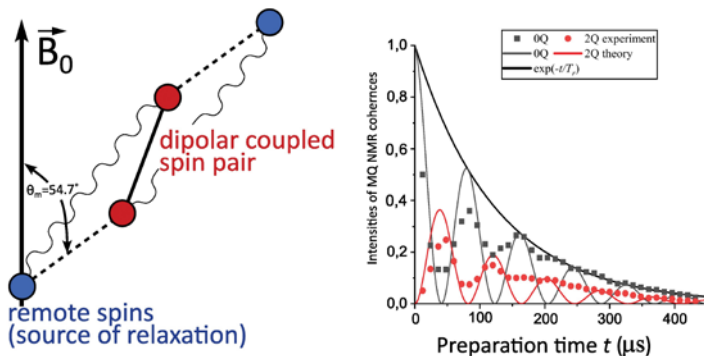 B₀
θₘ=54.7°
dipolar coupled
spin pair
remote spins
(source of relaxation)
0Q 2Q experiment
0Q 2Q theory
exp(-t/Tᵣ)
Intensities of MQ NMR cohernces
1,0
0,8
0,6
0,4
0,2
0,0
0 100 200 300 400
Preparation time t (μs)